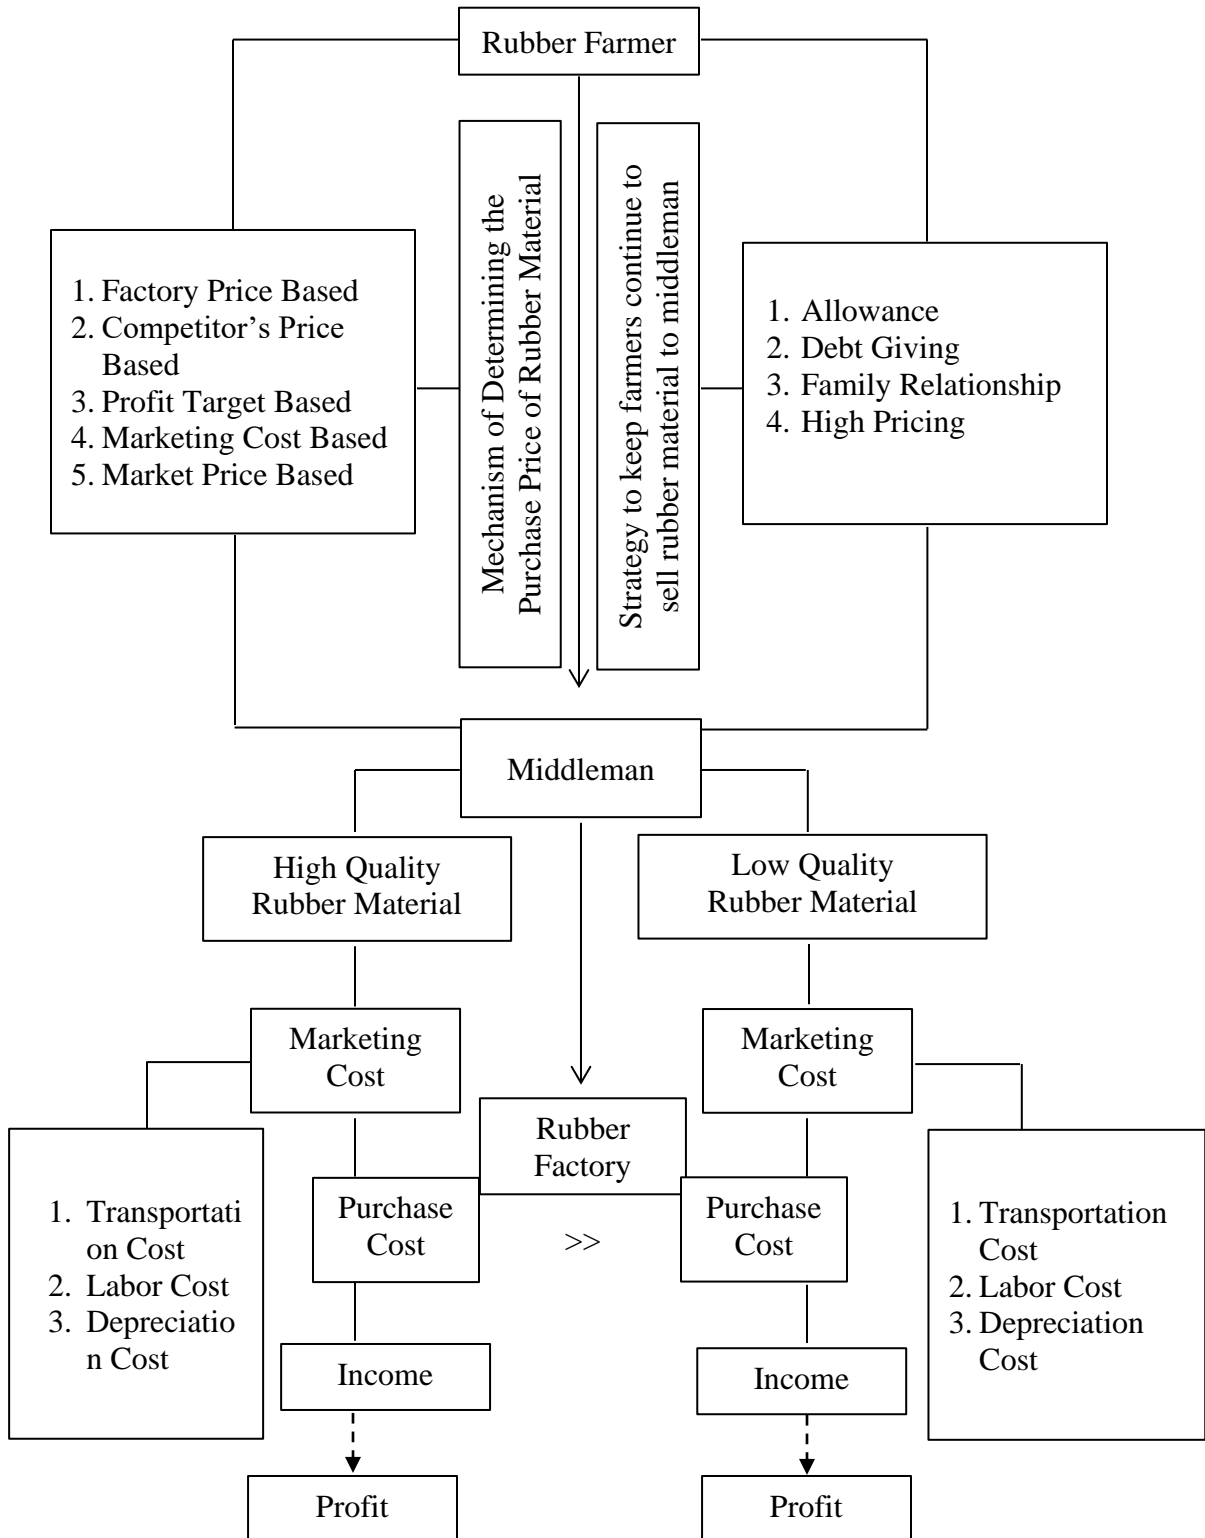 Rubber Farmer
Mechanism of Determining the
Purchase Price of Rubber Material
Strategy to keep farmers continue to
sell rubber material to middleman
1. Factory Price Based
2. Competitor’s Price
Based
3. Profit Target Based
4. Marketing Cost Based
5. Market Price Based
1. Allowance
2. Debt Giving
3. Family Relationship
4. High Pricing
Middleman
High Quality
Rubber Material
Low Quality
Rubber Material
Marketing
Cost
Marketing
Cost
Rubber
Factory
1. Transportati
on Cost
2. Labor Cost
3. Depreciatio
n Cost
Purchase
Cost
>>
Purchase
Cost
1. Transportation
Cost
2. Labor Cost
3. Depreciation
Cost
Income
Income
Profit
Profit